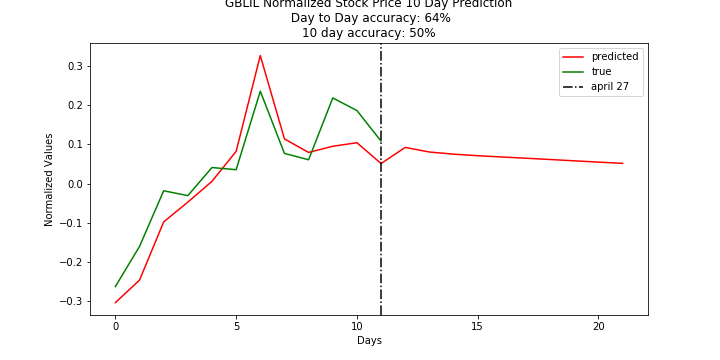 GBLIL Normalized Stock Price 10 Day Prediction
Day to Day accuracy: 64%
10 day accuracy: 50%
predicted
true
april 27
Normalized Values
0.3
0.2
0.1
0.0
−0.1
−0.2
−0.3
0
5
10
15
20
Days